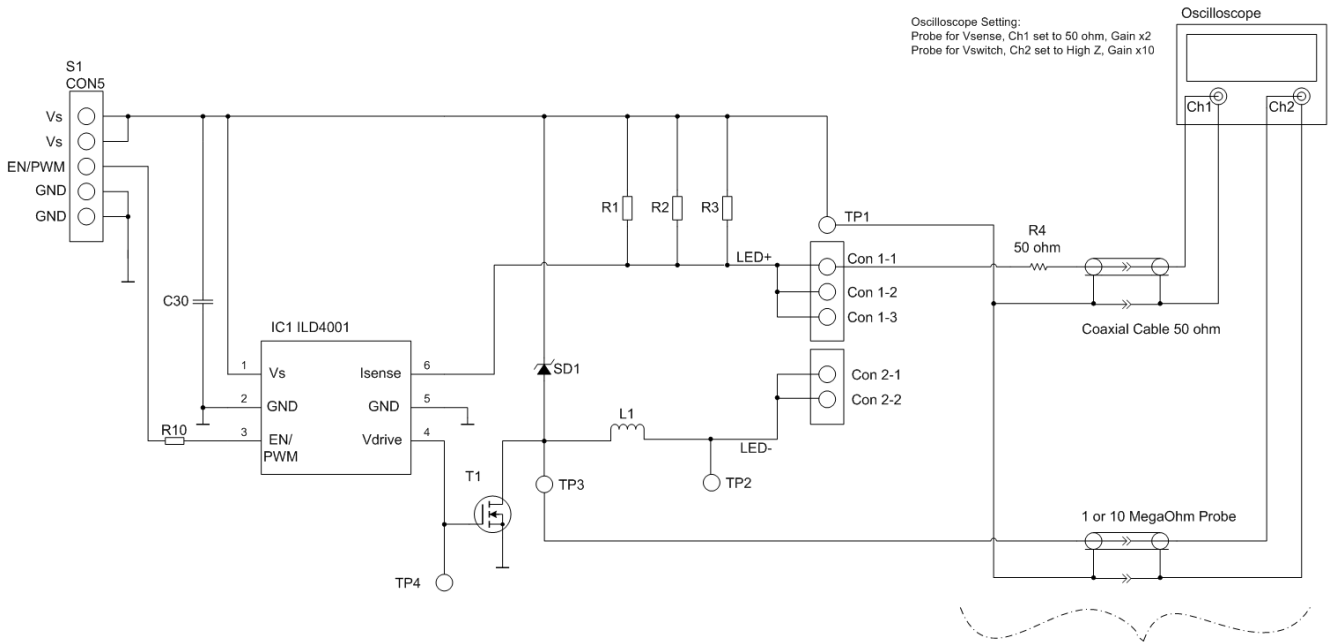 Oscilloscope Setting:
Probe for Vsense, Ch1 set to 50 ohm, Gain x2
Probe for Vswitch, Ch2 set to High Z, Gain x10
Oscilloscope
Ch1
Ch2
S1
CON5
Vs
Vs
EN/PWM
GND
GND
R1
R2
R3
TP1
R4
50 ohm
LED+
Con 1-1
Con 1-2
Con 1-3
C30
Coaxial Cable 50 ohm
IC1 ILD4001
1
Vs
Isense
6
2
GND
GND
5
3
EN/
PWM
Vdrive
4
R10
SD1
Con 2-1
Con 2-2
L1
LED-
T1
TP3
TP2
1 or 10 MegaOhm Probe
TP4